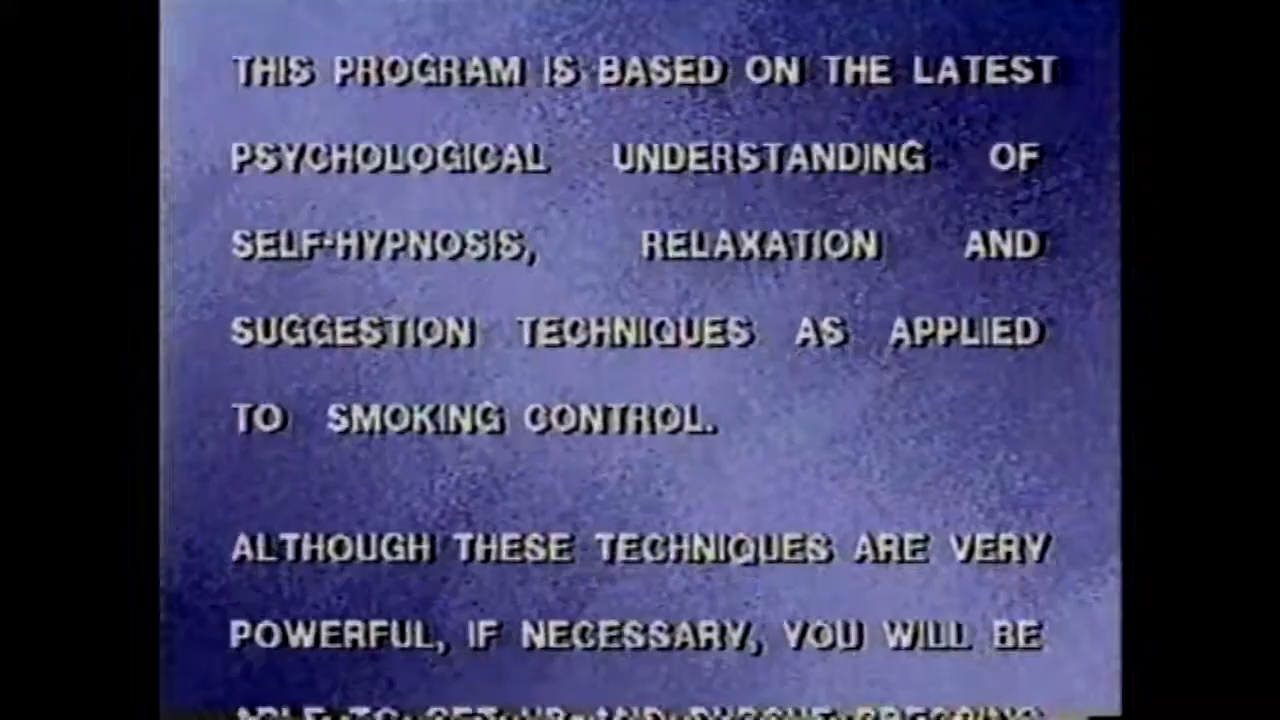 THIS PROGRAM IS BASED ON THE LATEST
PSYCHOLOGICAL UNDERSTANDING OF
SELF-HYPNOSIS, RELAXATION AND
SUGGESTION TECHNIQUES AS APPLIED
TO SMOKING CONTROL.
ALTHOUGH THESE TECHNIQUES ARE VERY
POWERFUL, IF NECESSARY, YOU WILL BE